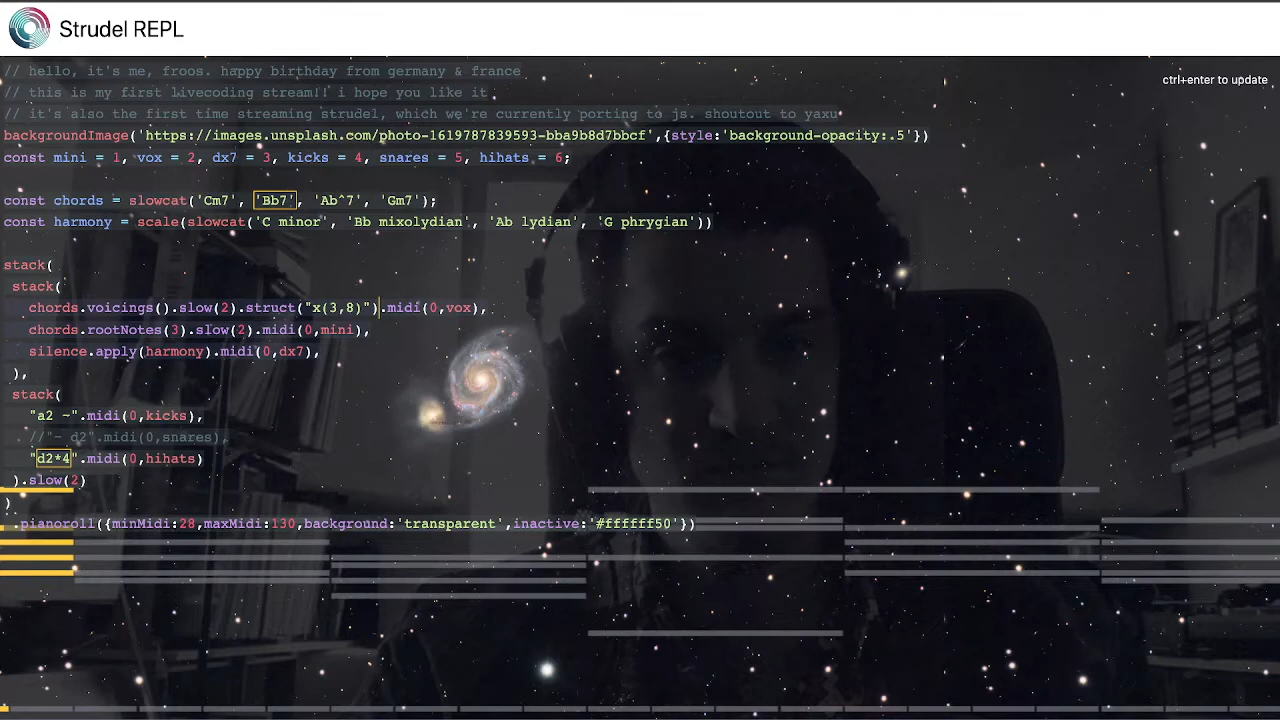 Strudel REPL
// hello, it's me, froos. happy birthday from germany & france
ctrl+enter to update
// this is my first livecoding stream!! i hope you like it
// it's also the first time streaming strudel, which we're currently porting to js. shoutout to yaxu
backgroundImage('https://images.unsplash.com/photo-1619787839593-bba9b8d7bbcf',{style:'background-opacity:.5'})
const mini = 1, vox = 2, dx7 = 3, kicks = 4, snares = 5, hihats = 6;
const chords = slowcat('Cm7', 'Bb7', 'Ab^7', 'Gm7');
const harmony = scale(slowcat('C minor', 'Bb mixolydian', 'Ab lydian', 'G phrygian'))
stack(
stack(
chords.voicings().slow(2).struct("x(3,8)").midi(0,vox),
chords.rootNotes(3).slow(2).midi(0,mini),
silence.apply(harmony).midi(0,dx7),
),
stack(
"a2 ~".midi(0,kicks),
//"~ d2".midi(0,snares),
"d2*4".midi(0,hihats)
).slow(2)
)
.pianoroll({minMidi:28,maxMidi:130,background:'transparent',inactive:'#ffffff50'})